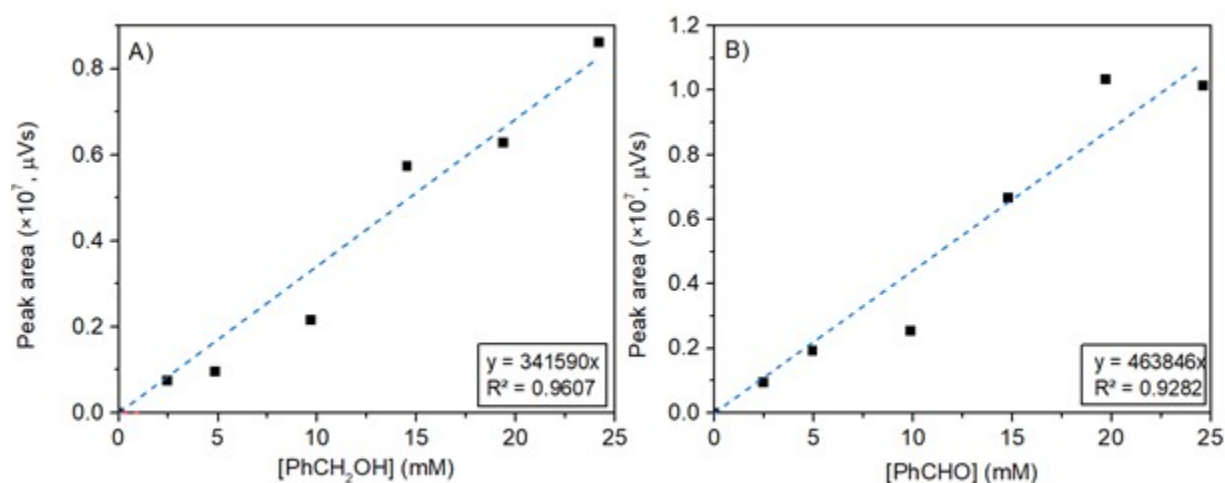 A)
Peak area (×10⁷, μVs)
0.8
0.6
0.4
0.2
0.0
0 5 10 15 20 25
[PhCH₂OH] (mM)
y = 341590x
R² = 0.9607
B)
Peak area (×10⁷, μVs)
1.2
1.0
0.8
0.6
0.4
0.2
0.0
0 5 10 15 20 25
[PhCHO] (mM)
y = 463846x
R² = 0.9282